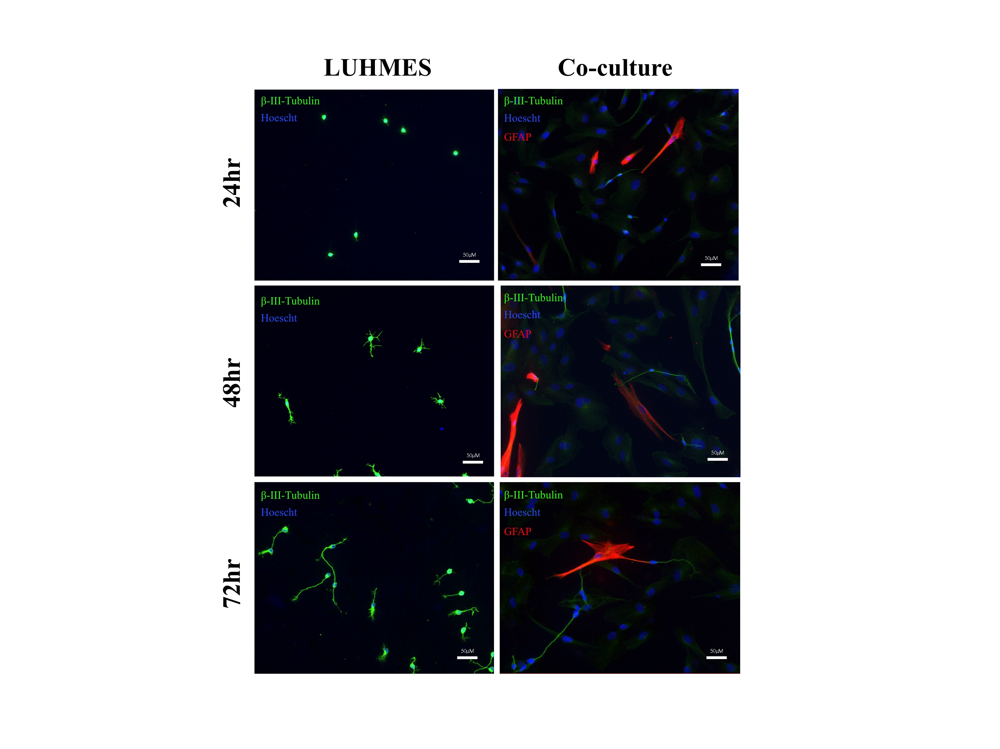 LUHMES
Co-culture
24hr
β-III-Tubulin
Hoescht
50µM
β-III-Tubulin
Hoescht
GFAP
50µM
48hr
β-III-Tubulin
Hoescht
50µM
β-III-Tubulin
Hoescht
GFAP
50µM
72hr
β-III-Tubulin
Hoescht
50µM
β-III-Tubulin
Hoescht
GFAP
50µM